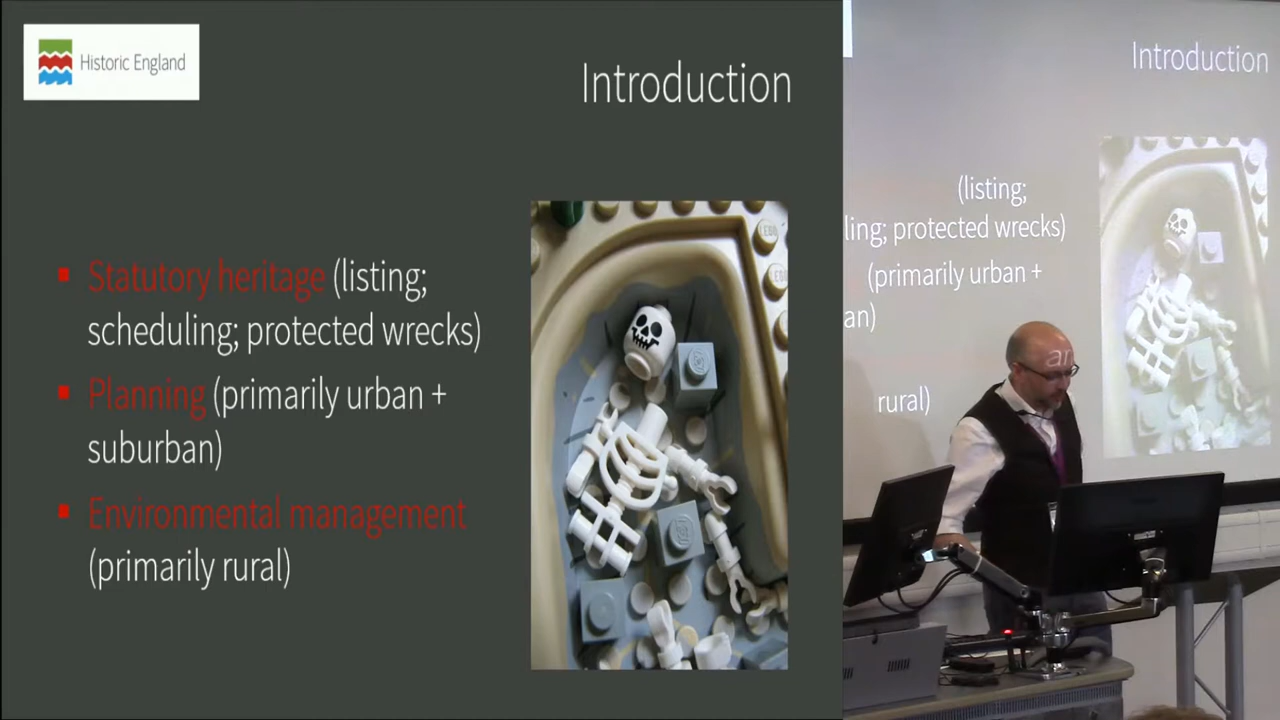 Historic England
Introduction
Statutory heritage (listing;
scheduling; protected wrecks)
Planning (primarily urban +
suburban)
Environmental management
(primarily rural)
Introduction
(listing;
ling; protected wrecks)
(primarily urban +
an)
rural)